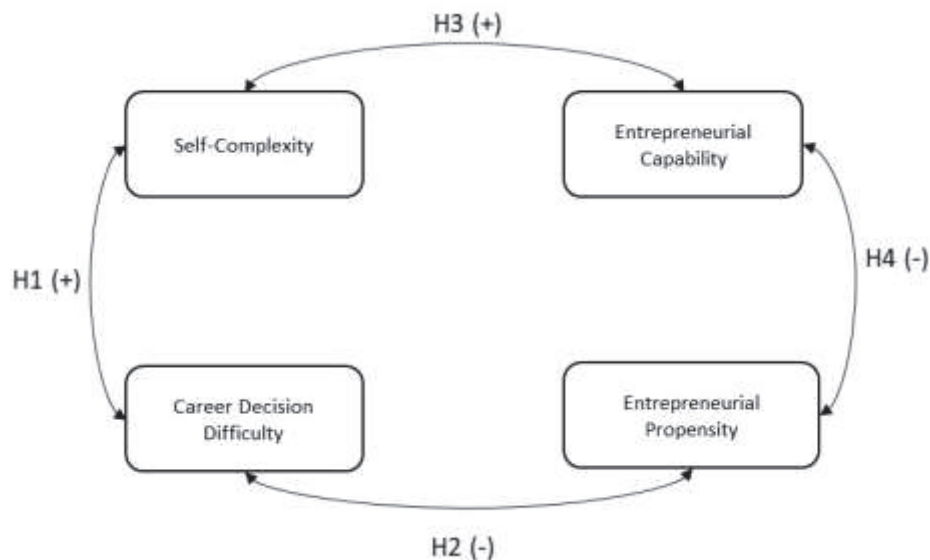 H3 (+)
Self-Complexity
Entrepreneurial
Capability
H1 (+)
H4 (-)
Career Decision
Difficulty
Entrepreneurial
Propensity
H2 (-)